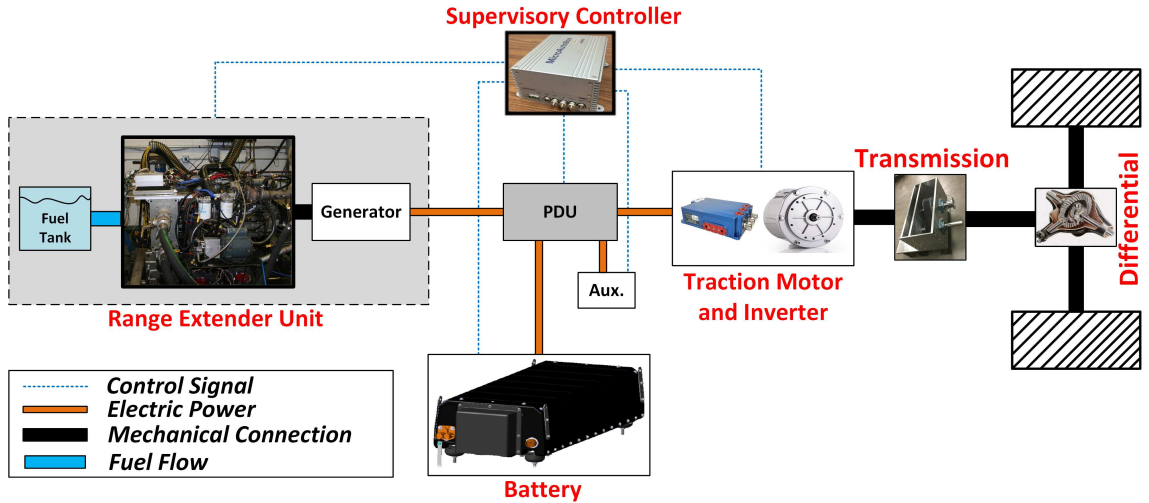 Supervisory Controller
MicroAutoBox
Transmission
Differential
Fuel
Tank
Generator
PDU
Aux.
Traction Motor
and Inverter
Range Extender Unit
Control Signal
Electric Power
Mechanical Connection
Fuel Flow
Battery